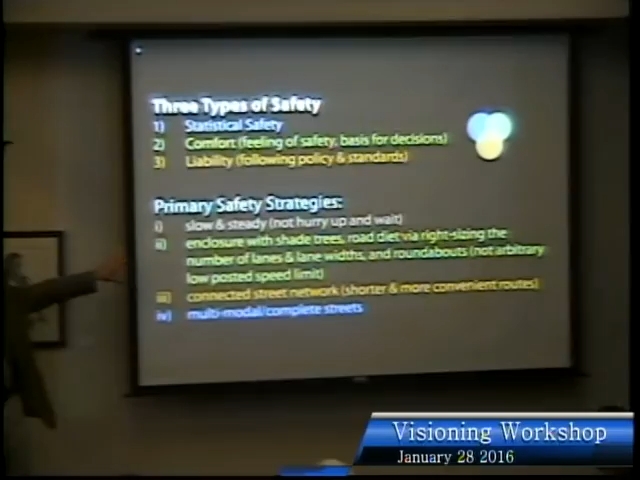 Three Types of Safety
1) Statistical Safety
2) Comfort (feeling of safety, basis for decisions)
3) Liability (following policy & standards)
Primary Safety Strategies:
i) slow & steady (not hurry up and wait)
ii) enclosure with shade trees, road diet via right-sizing the
number of lanes & lane widths, and roundabouts (not arbitrary
low posted speed limit)
iii) connected street network (shorter & more convenient routes)
iv) multi-modal/complete streets
Visioning Workshop
January 28 2016